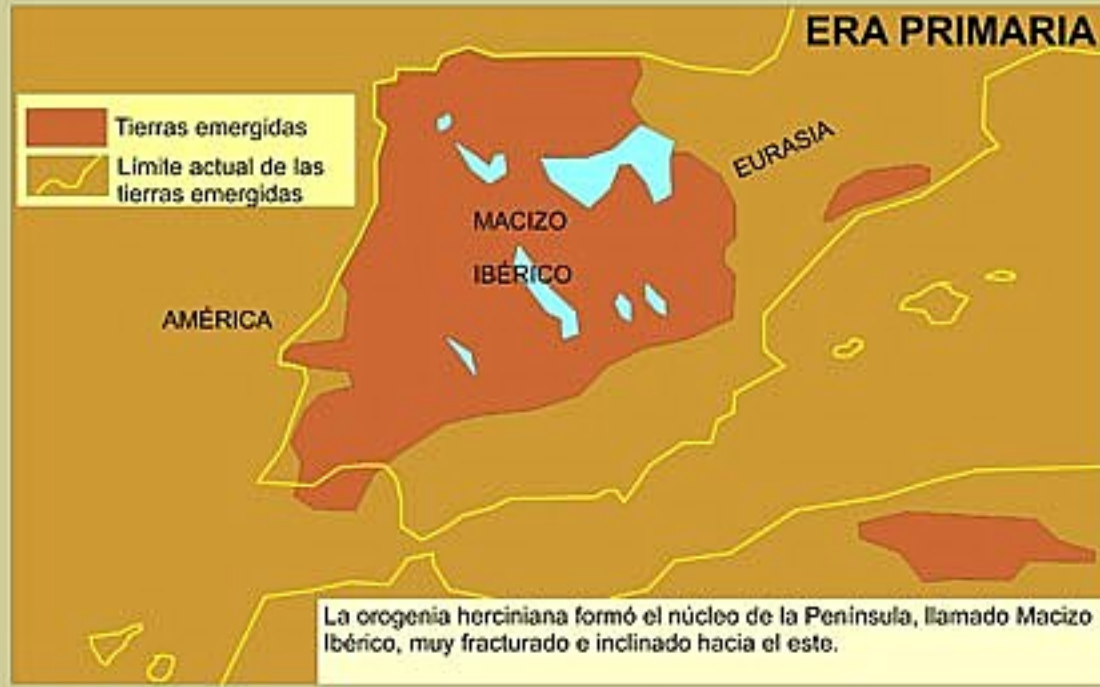 ERA PRIMARIA
Tierras emergidas
Límite actual de las
tierras emergidas
EURASIA
MACIZO
IBÉRICO
AMÉRICA
La orogenia herciniana formó el núcleo de la Península, llamado Macizo
Ibérico, muy fracturado e inclinado hacia el este.